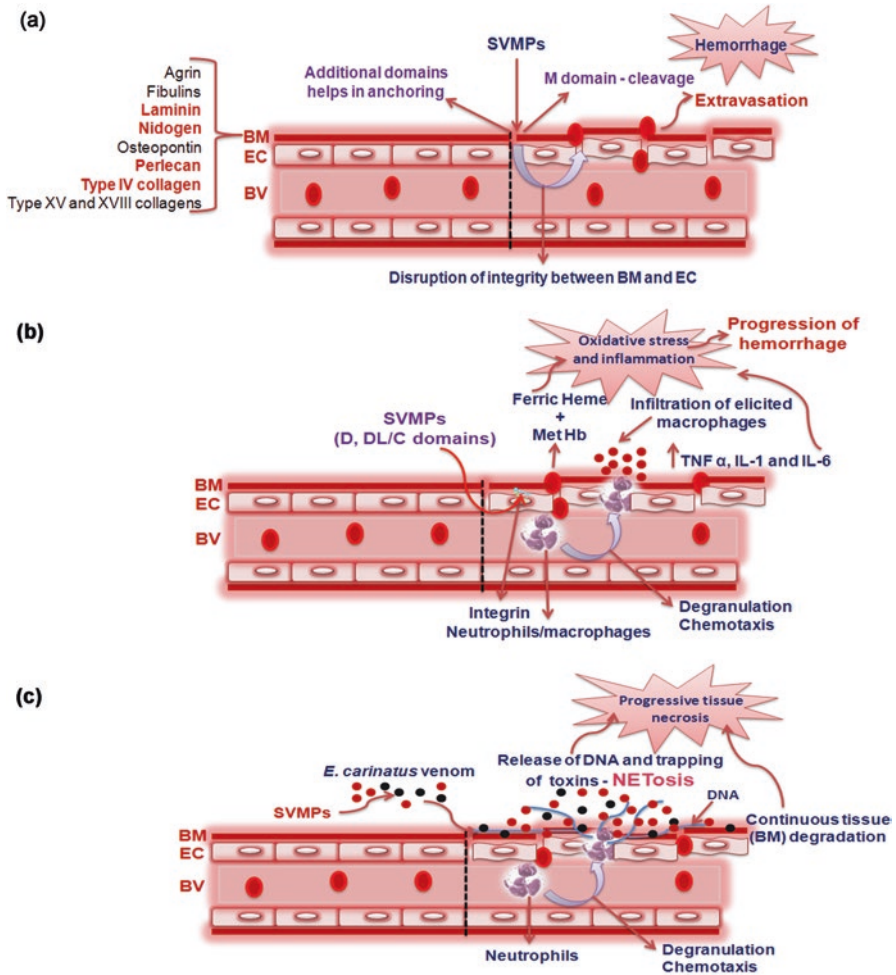 (a)
SVMPs
Hemorrhage
Additional domains
helps in anchoring
M domain - cleavage
Extravasation
Agrin
Fibulins
Laminin
Nidogen
Osteopontin
Perlecan
Type IV collagen
Type XV and XVIII collagens
BM
EC
BV
Disruption of integrity between BM and EC
(b)
Oxidative stress
and inflammation
Progression of
hemorrhage
Ferric Heme
+
Met Hb
Infiltration of elicited
macrophages
SVMPs
(D, DL/C domains)
TNF α, IL-1 and IL-6
BM
EC
BV
Integrin
Neutrophils/macrophages
Degranulation
Chemotaxis
(c)
Progressive tissue
necrosis
Release of DNA and trapping
of toxins - NETosis
E. carinatus venom
SVMPs
DNA
Continuous tissue
(BM) degradation
BM
EC
BV
Neutrophils
Degranulation
Chemotaxis